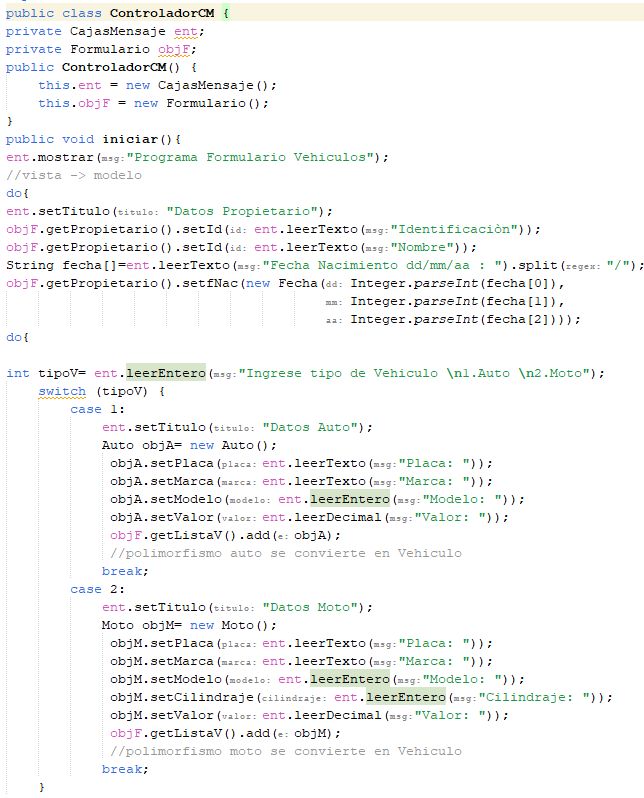 public class ControladorCM {
private CajasMensaje ent;
private Formulario objF;
public ControladorCM() {
    this.ent = new CajasMensaje();
    this.objF = new Formulario();
}
public void iniciar(){
ent.mostrar(msg:"Programa Formulario Vehiculos");
//vista -> modelo
do{
ent.setTitulo(titulo: "Datos Propietario");
objF.getPropietario().setId(id: ent.leerTexto(msg:"Identificaciòn"));
objF.getPropietario().setId(id: ent.leerTexto(msg:"Nombre"));
String fecha[]=ent.leerTexto(msg:"Fecha Nacimiento dd/mm/aa : ").split(regex: "/");
objF.getPropietario().setfNac(new Fecha(dd: Integer.parseInt(fecha[0]),
                                        mm: Integer.parseInt(fecha[1]),
                                        aa: Integer.parseInt(fecha[2])));
do{
int tipoV= ent.leerEntero(msg:"Ingrese tipo de Vehiculo \n1.Auto \n2.Moto");
    switch (tipoV) {
        case 1:
            ent.setTitulo(titulo: "Datos Auto");
            Auto objA= new Auto();
             objA.setPlaca(placa: ent.leerTexto(msg:"Placa: "));
             objA.setMarca(marca: ent.leerTexto(msg:"Marca: "));
             objA.setModelo(modelo: ent.leerEntero(msg:"Modelo: "));
             objA.setValor(valor: ent.leerDecimal(msg:"Valor: "));
             objF.getListaV().add(e: objA);
             //polimorfismo auto se convierte en Vehiculo
            break;
        case 2:
            ent.setTitulo(titulo: "Datos Moto");
            Moto objM= new Moto();
             objM.setPlaca(placa: ent.leerTexto(msg:"Placa: "));
             objM.setMarca(marca: ent.leerTexto(msg:"Marca: "));
             objM.setModelo(modelo: ent.leerEntero(msg:"Modelo: "));
             objM.setCilindraje(cilindraje: ent.leerEntero(msg:"Cilindraje: "));
             objM.setValor(valor: ent.leerDecimal(msg:"Valor: "));
             objF.getListaV().add(e: objM);
             //polimorfismo moto se convierte en Vehiculo
            break;
    }